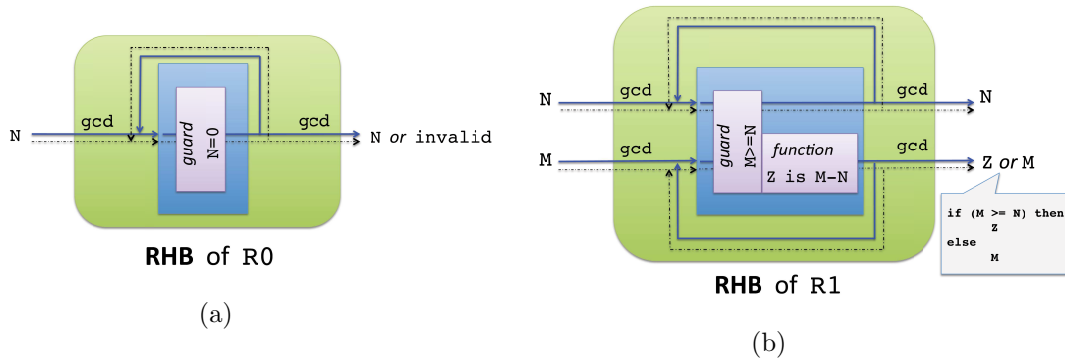 N
gcd
guard
N=0
gcd
N or invalid
RHB of R0
(a)
N
gcd
guard
M>=N
gcd
N
M
gcd
function
Z is M-N
gcd
Z or M
if (M >= N) then
Z
else
M
RHB of R1
(b)